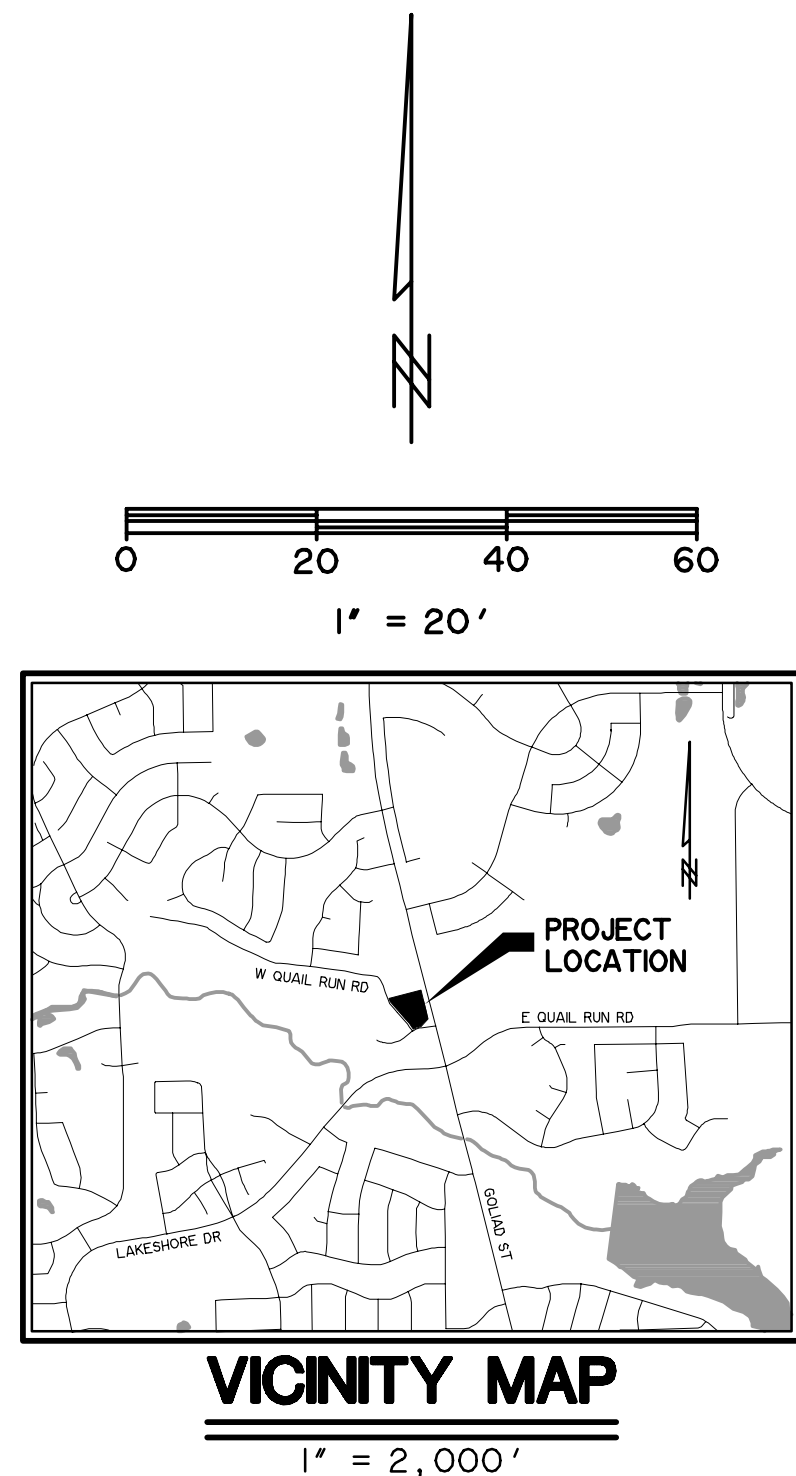 N
0 20 40 60
1" = 20'
N
PROJECT
LOCATION
W QUAIL RUN RD
E QUAIL RUN RD
GOLIAD ST
LAKESHORE DR
VICINITY MAP
1" = 2,000'